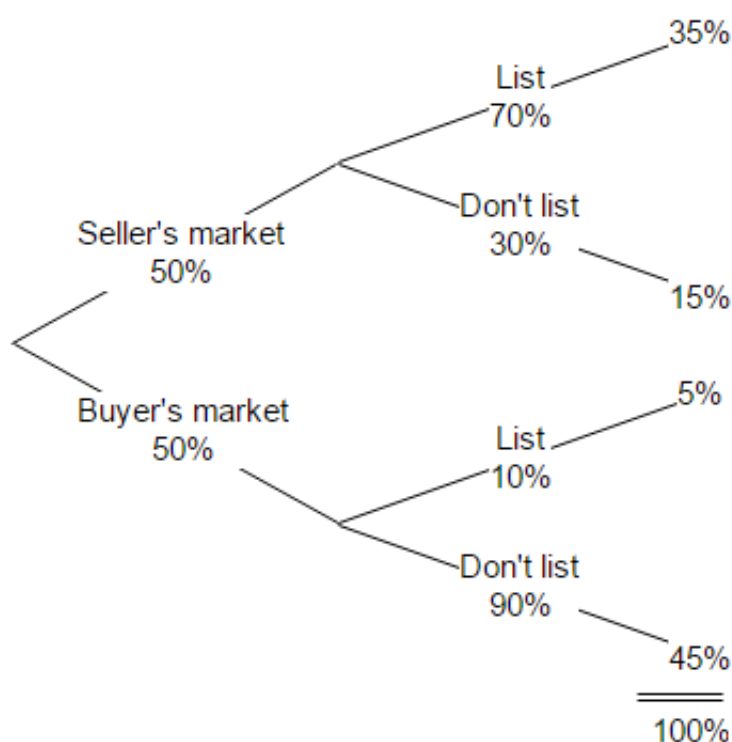 35%
List
70%
Don't list
30%
Seller's market
50%
15%
5%
Buyer's market
50%
List
10%
Don't list
90%
45%
100%